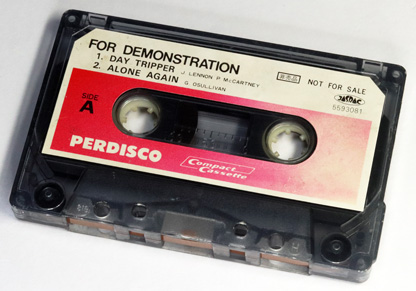 FOR DEMONSTRATION
1. DAY TRIPPER J. LENNON P. McCARTNEY
2. ALONE AGAIN G. OSULLIVAN
NOT FOR SALE
JASRAC
5593081
SIDE
A
PERDISCO
Compact
Cassette